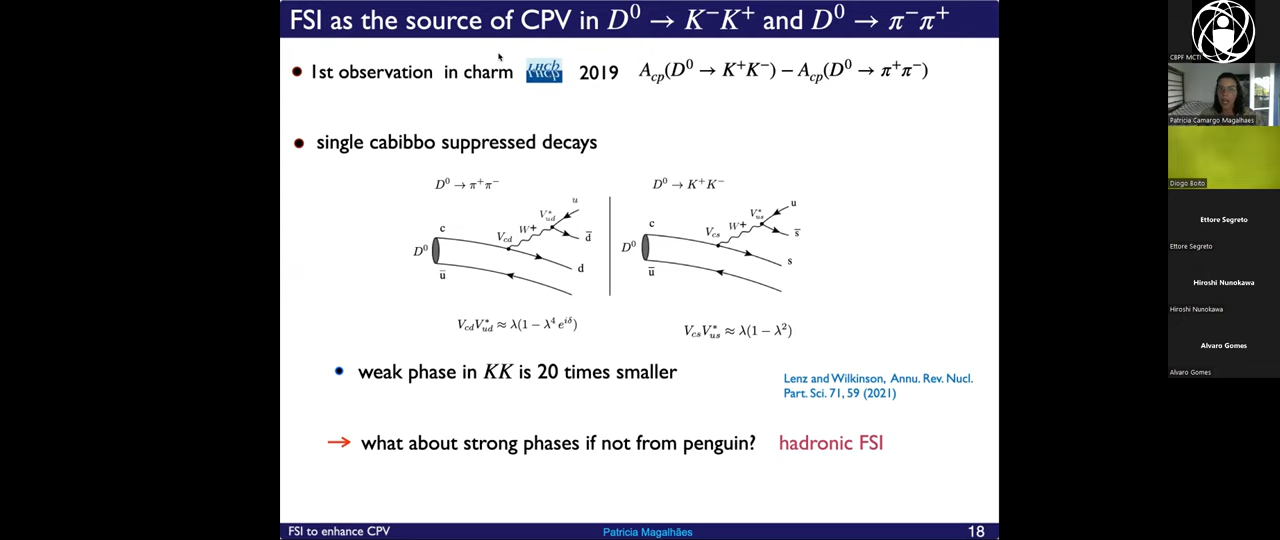 FSI as the source of CPV in D⁰ → K⁻K⁺ and D⁰ → π⁻π⁺
1st observation in charm LHCb 2019 A_cp(D⁰ → K⁺K⁻) − A_cp(D⁰ → π⁺π⁻)
single cabibbo suppressed decays
D⁰ → π⁺π⁻
D⁰ → K⁺K⁻
D⁰
c
u̅
V_cd
W⁺
V*_ud
u
d̅
d
D⁰
c
u̅
V_cs
W⁺
V*_us
u
s̅
s
V_cd V*_ud ≈ λ(1 − λ⁴ e^{iδ})
V_cs V*_us ≈ λ(1 − λ²)
weak phase in KK is 20 times smaller
Lenz and Wilkinson, Annu. Rev. Nucl.
Part. Sci. 71, 59 (2021)
→ what about strong phases if not from penguin? hadronic FSI
FSI to enhance CPV
Patricia Magalhães
18
CBPF MCTI
Patricia Camargo Magalhaes
Diogo Boito
Ettore Segreto
Ettore Segreto
Hiroshi Nunokawa
Hiroshi Nunokawa
Alvaro Gomes
Alvaro Gomes